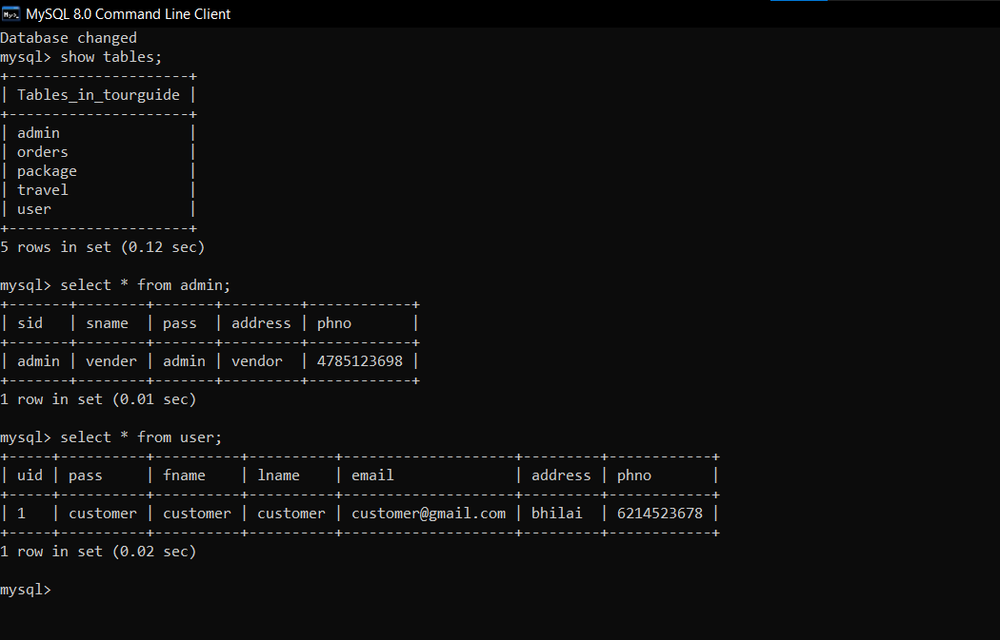 MySQL 8.0 Command Line Client
Database changed
mysql> show tables;
+---------------------+
| Tables_in_tourguide |
+---------------------+
| admin               |
| orders              |
| package             |
| travel              |
| user                |
+---------------------+
5 rows in set (0.12 sec)

mysql> select * from admin;
+-------+--------+-------+---------+------------+
| sid   | sname  | pass  | address | phno       |
+-------+--------+-------+---------+------------+
| admin | vender | admin | vendor  | 4785123698 |
+-------+--------+-------+---------+------------+
1 row in set (0.01 sec)

mysql> select * from user;
+-----+----------+----------+----------+--------------------+---------+------------+
| uid | pass     | fname    | lname    | email              | address | phno       |
+-----+----------+----------+----------+--------------------+---------+------------+
| 1   | customer | customer | customer | customer@gmail.com | bhilai  | 6214523678 |
+-----+----------+----------+----------+--------------------+---------+------------+
1 row in set (0.02 sec)

mysql>